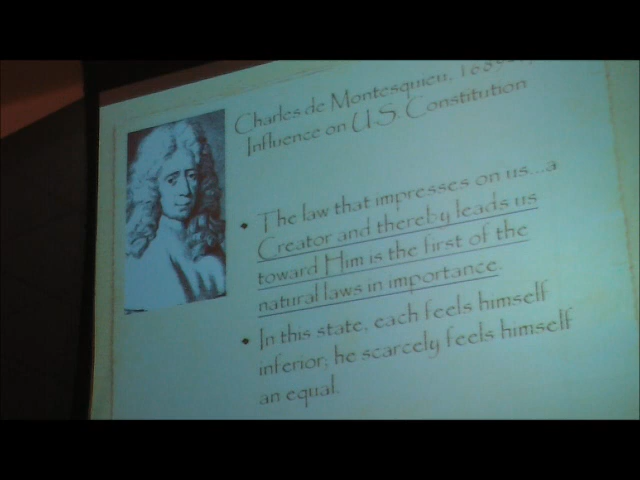 Charles de Montesquieu,
Influence on U.S. Constitution
• The law that impresses on us...a
Creator and thereby leads us
toward Him is the first of the
natural laws in importance.
• In this state, each feels himself
inferior; he scarcely feels himself
an equal.